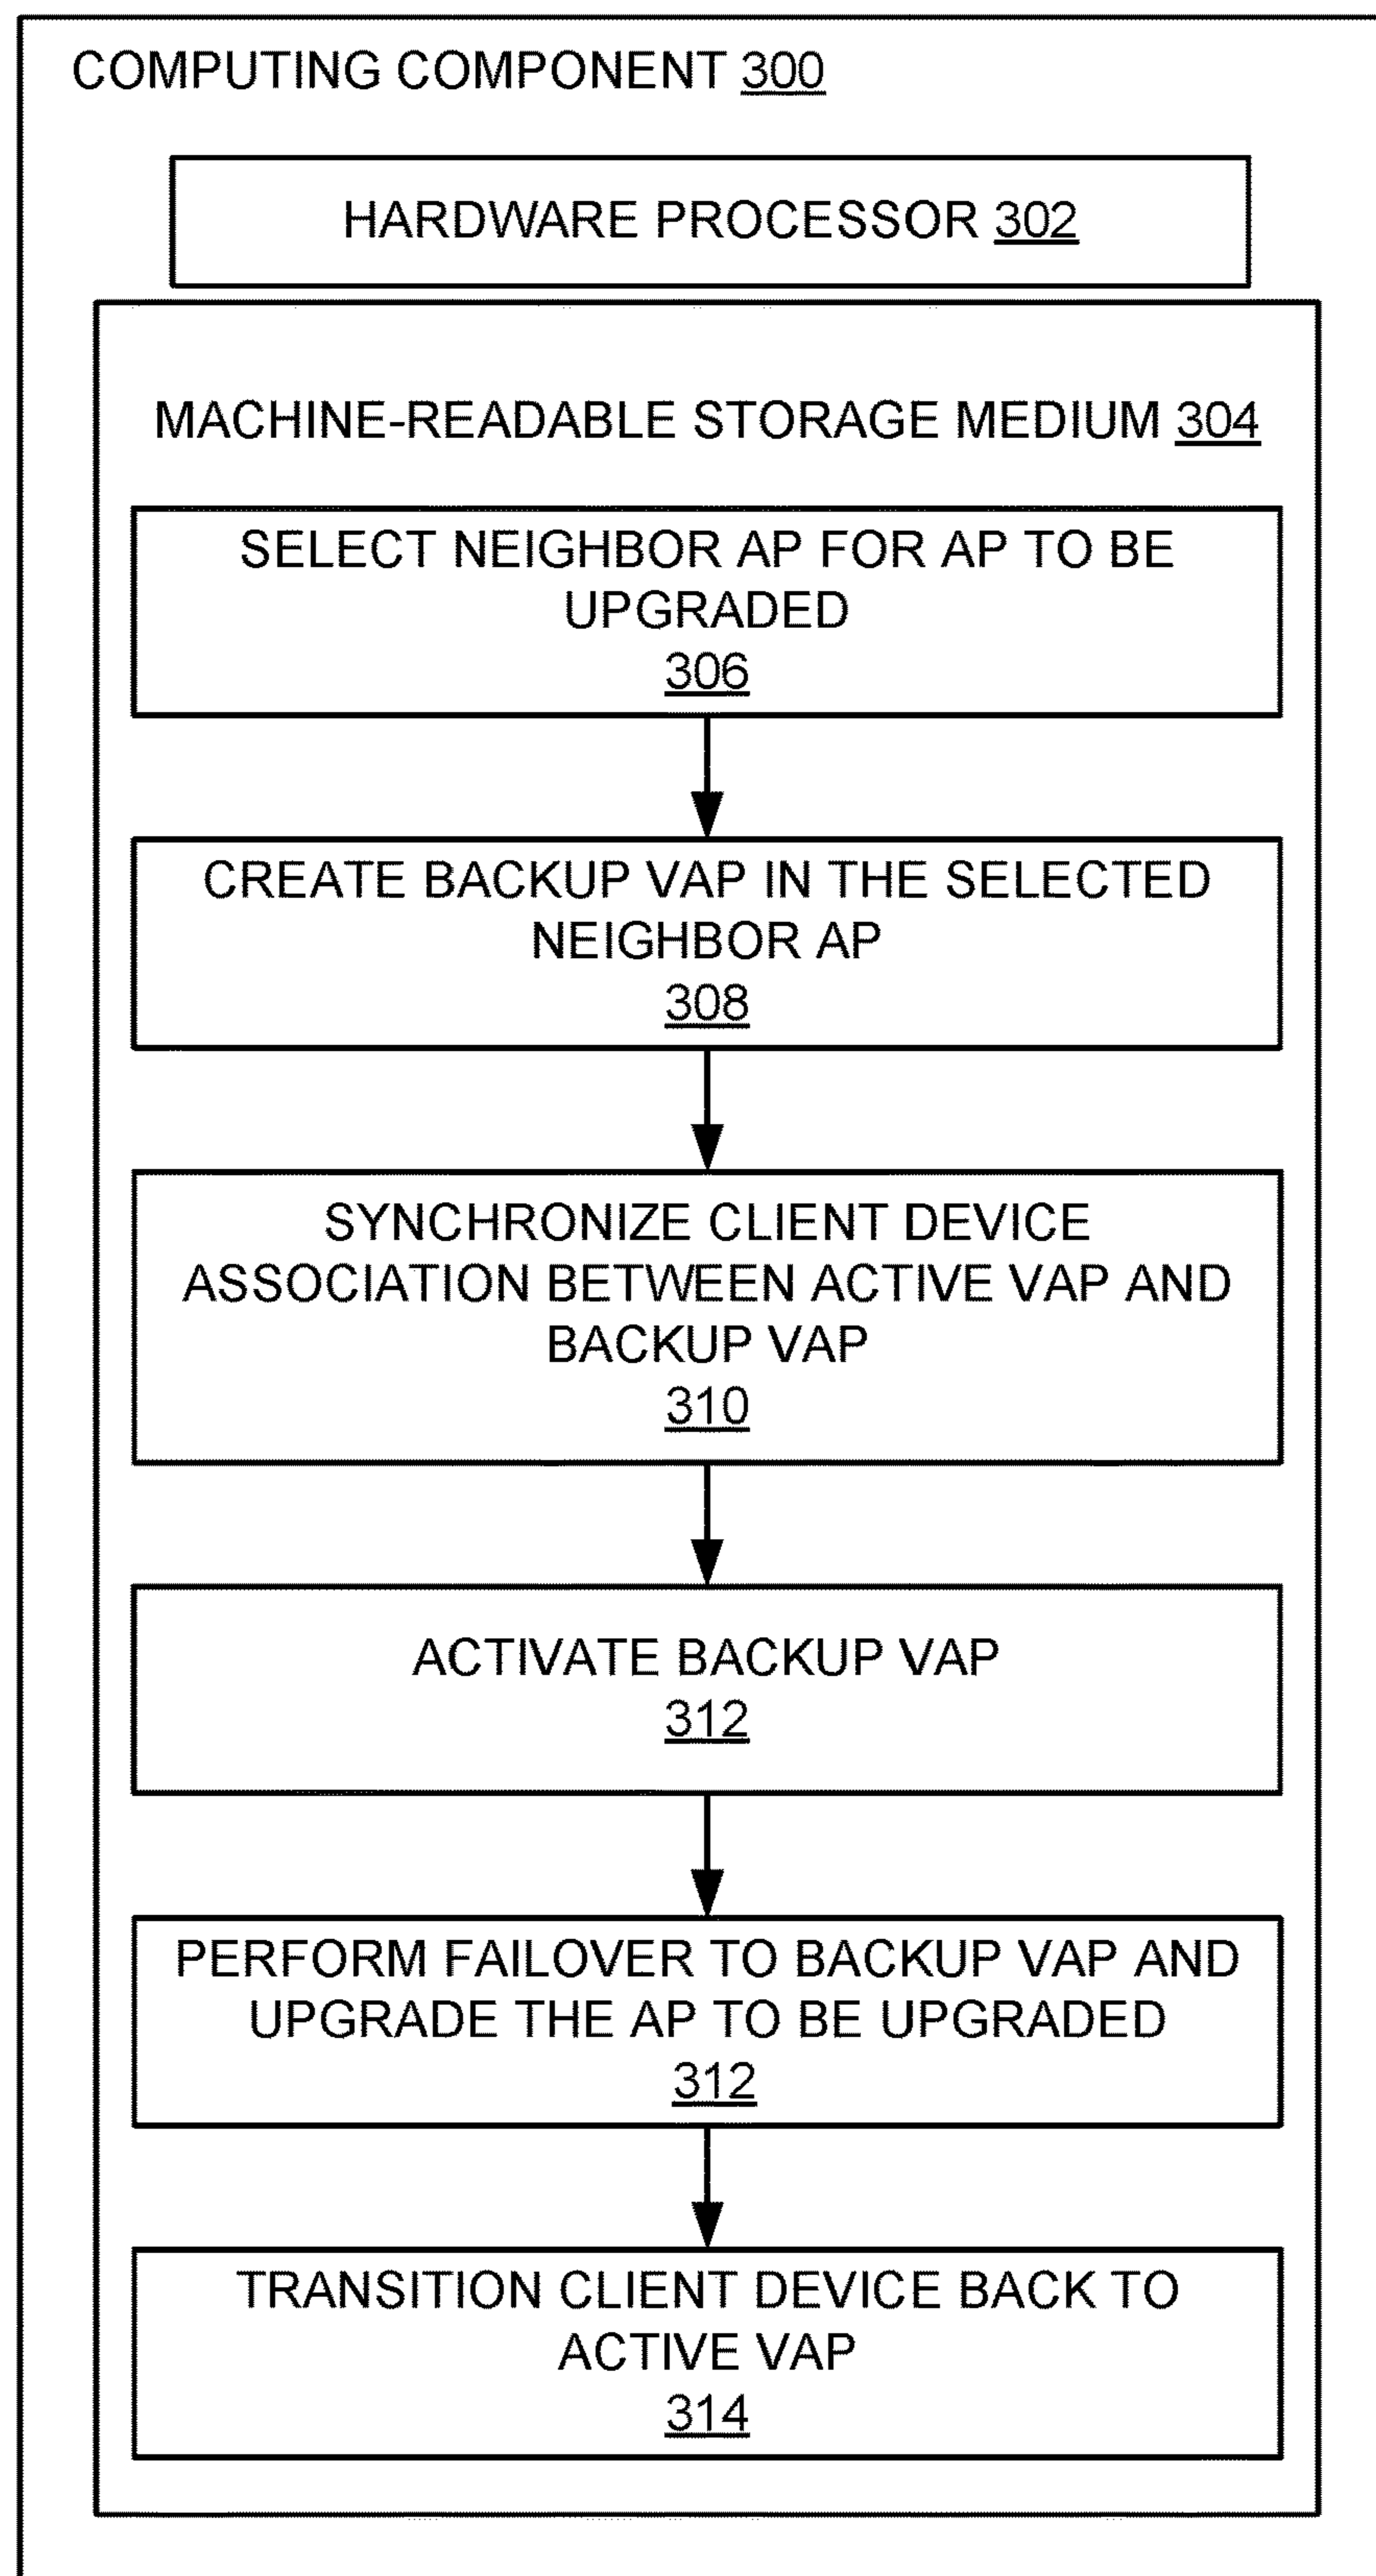 COMPUTING COMPONENT 300
HARDWARE PROCESSOR 302
MACHINE-READABLE STORAGE MEDIUM 304
SELECT NEIGHBOR AP FOR AP TO BE
UPGRADED
306
CREATE BACKUP VAP IN THE SELECTED
NEIGHBOR AP
308
SYNCHRONIZE CLIENT DEVICE
ASSOCIATION BETWEEN ACTIVE VAP AND
BACKUP VAP
310
ACTIVATE BACKUP VAP
312
PERFORM FAILOVER TO BACKUP VAP AND
UPGRADE THE AP TO BE UPGRADED
312
TRANSITION CLIENT DEVICE BACK TO
ACTIVE VAP
314